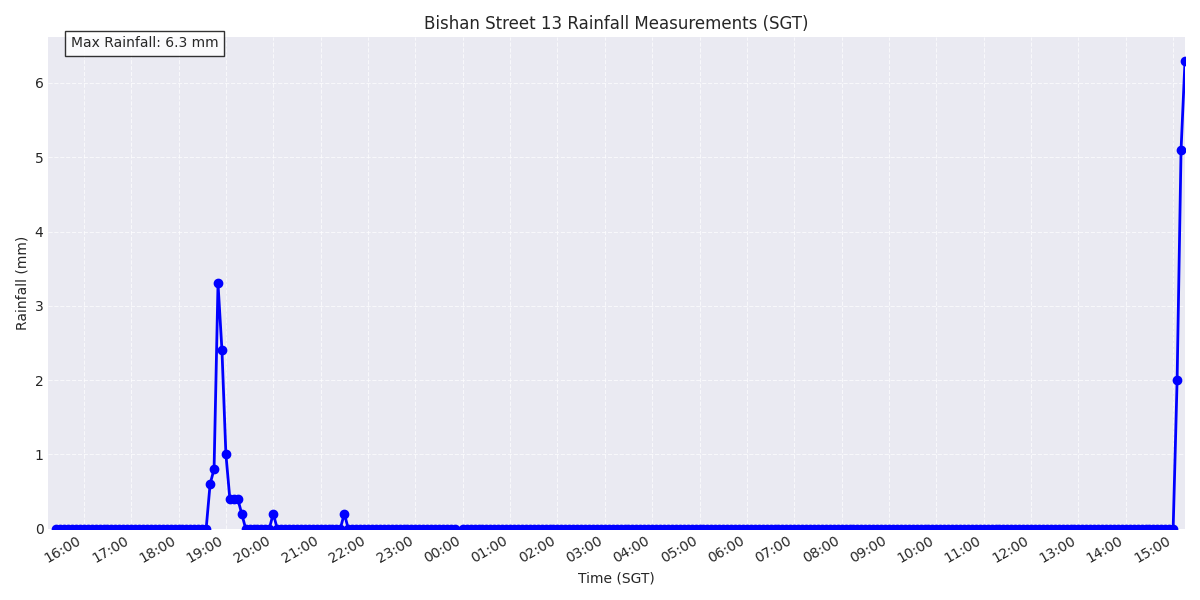 Bishan Street 13 Rainfall Measurements (SGT)
Max Rainfall: 6.3 mm
6
5
4
3
2
1
0
Rainfall (mm)
16:00 17:00 18:00 19:00 20:00 21:00 22:00 23:00 00:00 01:00 02:00 03:00 04:00 05:00 06:00 07:00 08:00 09:00 10:00 11:00 12:00 13:00 14:00 15:00
Time (SGT)